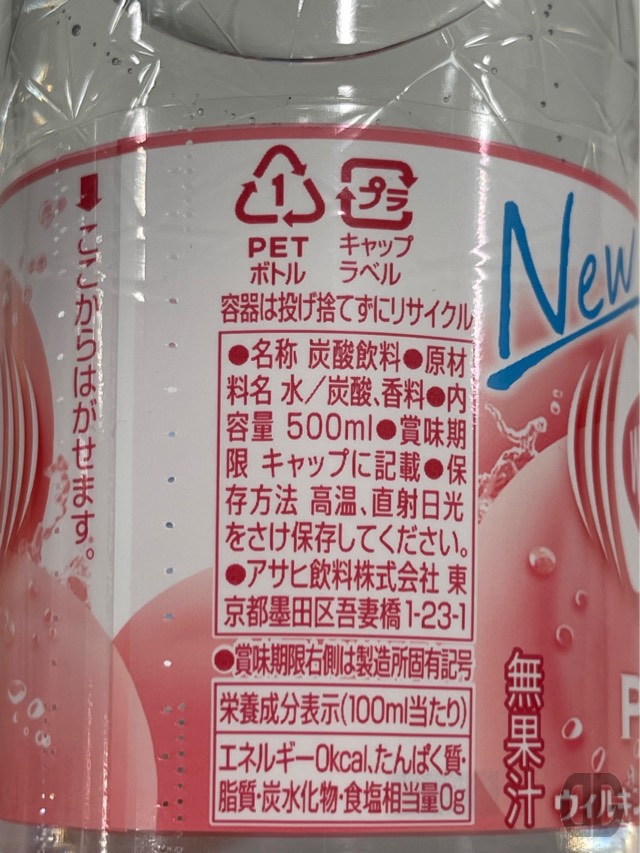 ここからはがせます。
1
プラ
PET
ボトル
キャップ
ラベル
容器は投げ捨てずにリサイクル
●名称 炭酸飲料●原材
料名 水／炭酸、香料●内
容量 500ml●賞味期
限 キャップに記載●保
存方法 高温、直射日光
をさけ保存してください。
●アサヒ飲料株式会社 東
京都墨田区吾妻橋1-23-1
●賞味期限右側は製造所固有記号
栄養成分表示(100ml当たり)
エネルギー0kcal、たんぱく質・
脂質・炭水化物・食塩相当量0g
New
無果汁
ウィルキ